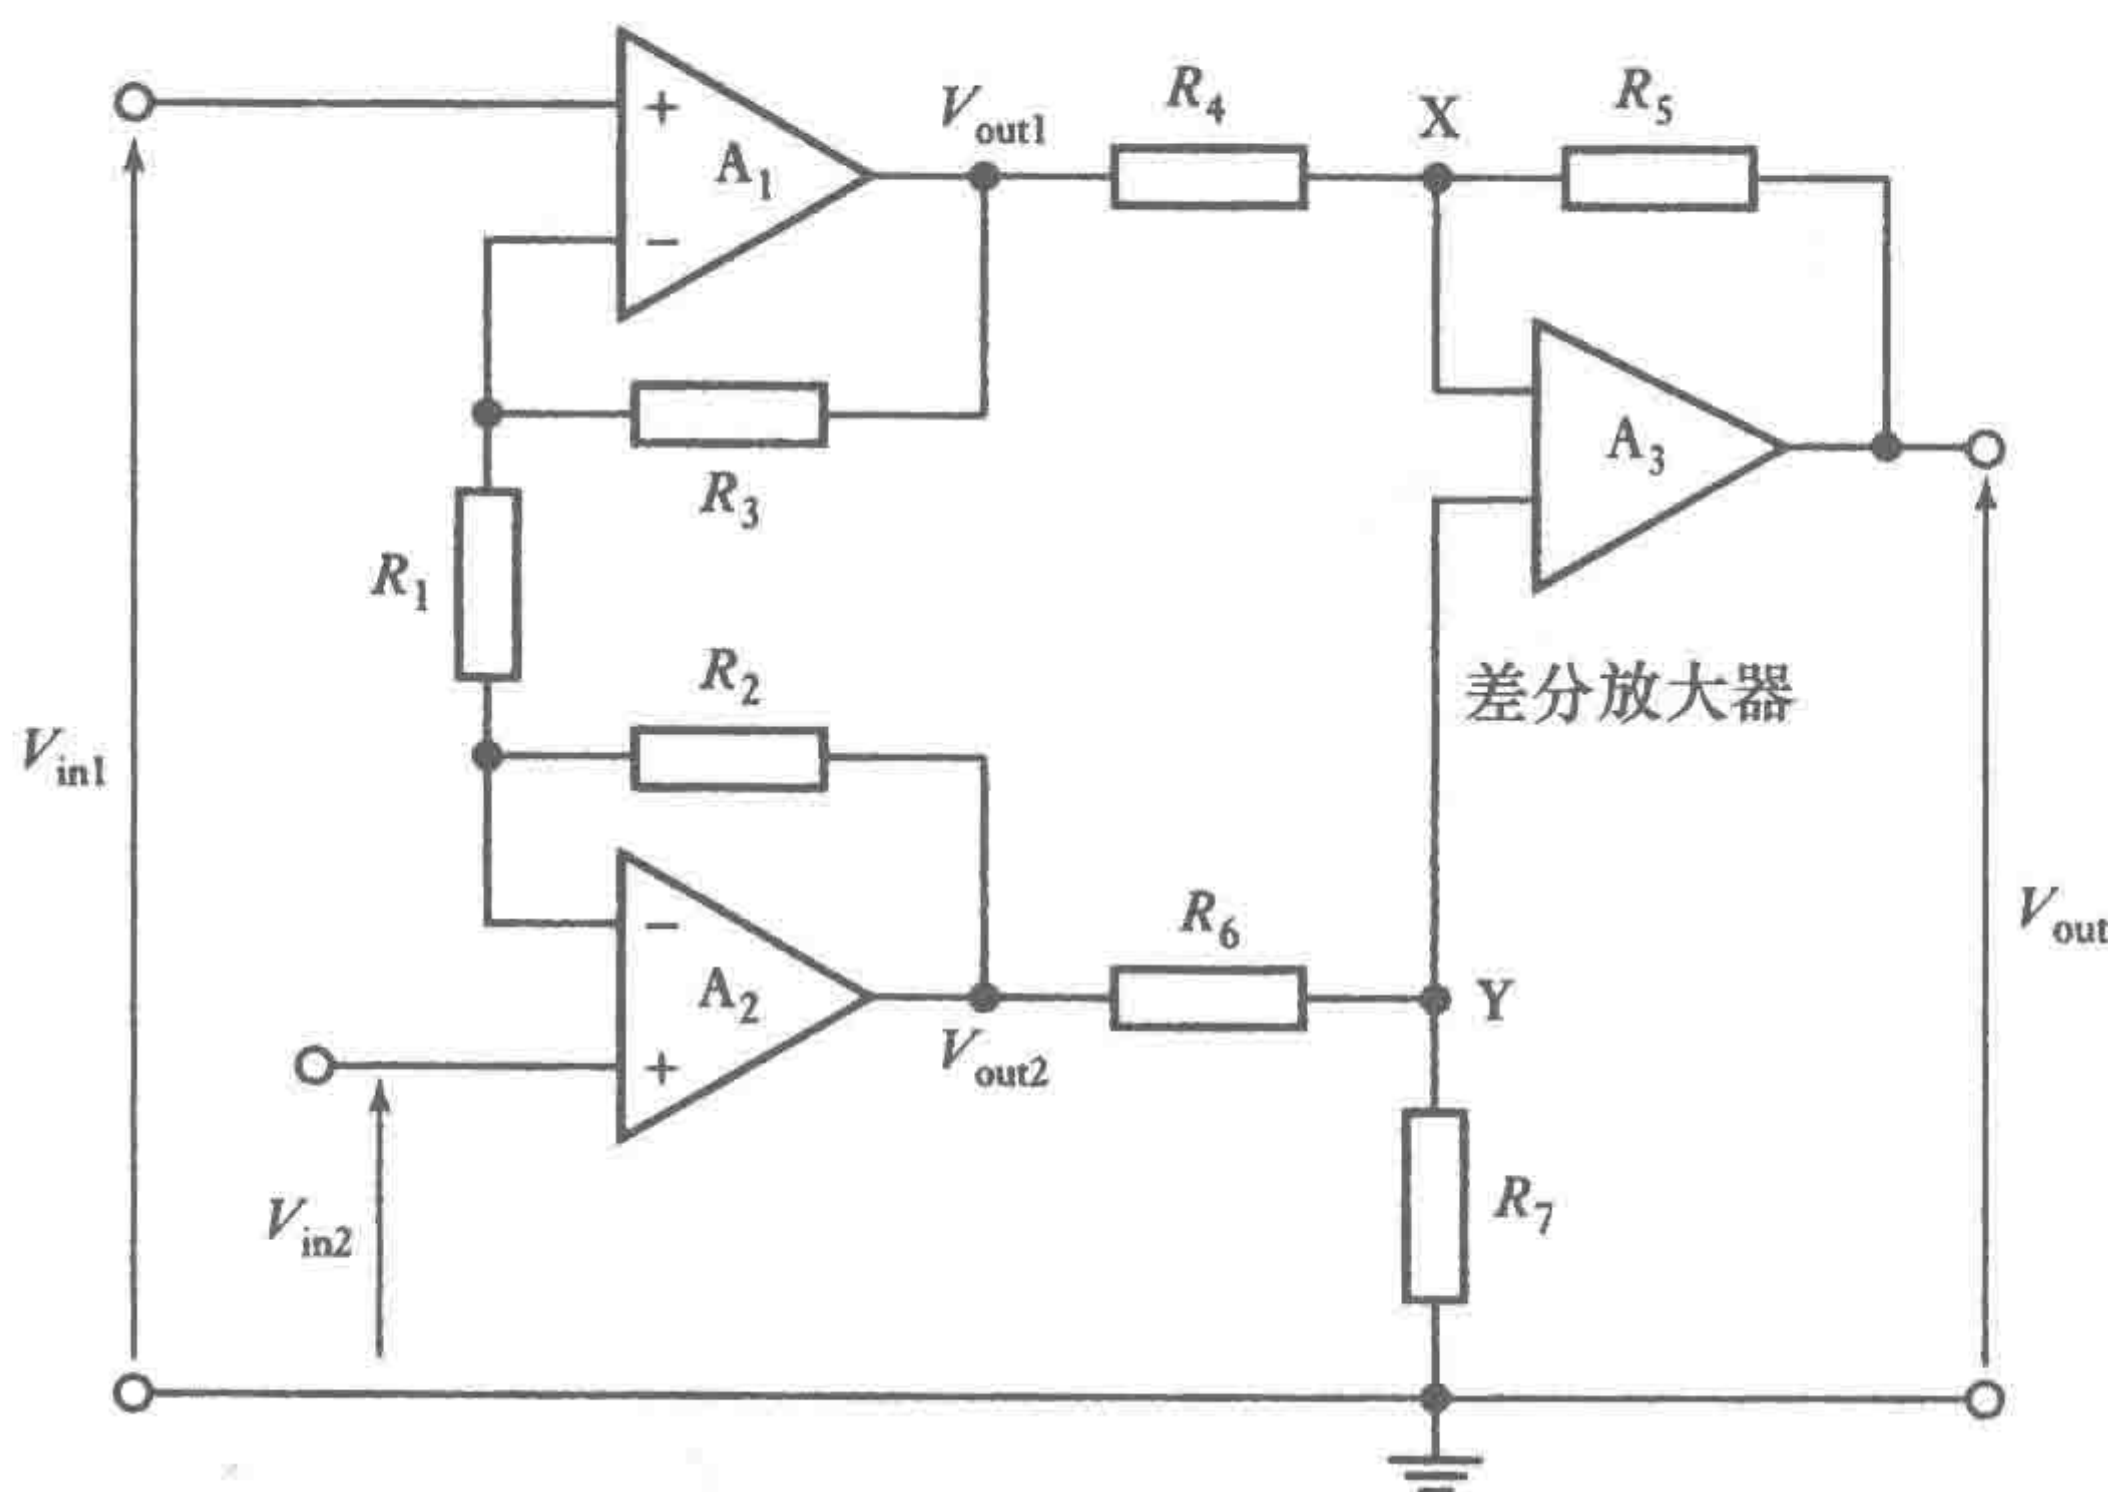 R4
X
R5
Vout1
+
A1
−
A3
R3
R1
R2
差分放大器
Vin1
−
R6
Vout
A2
Y
+
Vout2
R7
Vin2